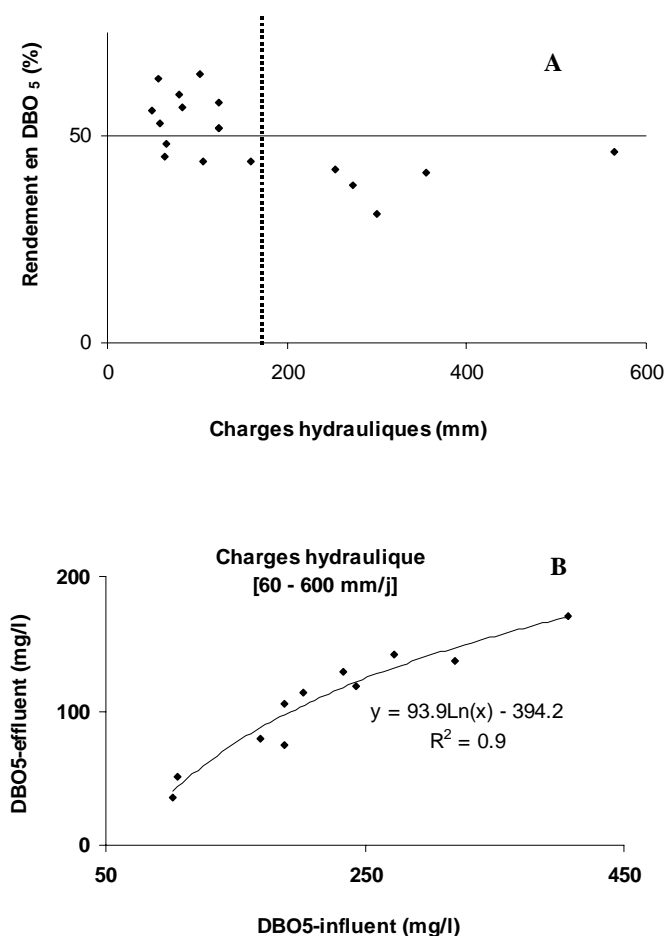 A
Rendement en DBO 5 (%)
50
0
0 200 400 600
Charges hydrauliques (mm)
Charges hydraulique
[60 - 600 mm/j]
B
DBO5-effluent (mg/l)
200
100
0
y = 93.9Ln(x) - 394.2
R² = 0.9
50 250 450
DBO5-influent (mg/l)